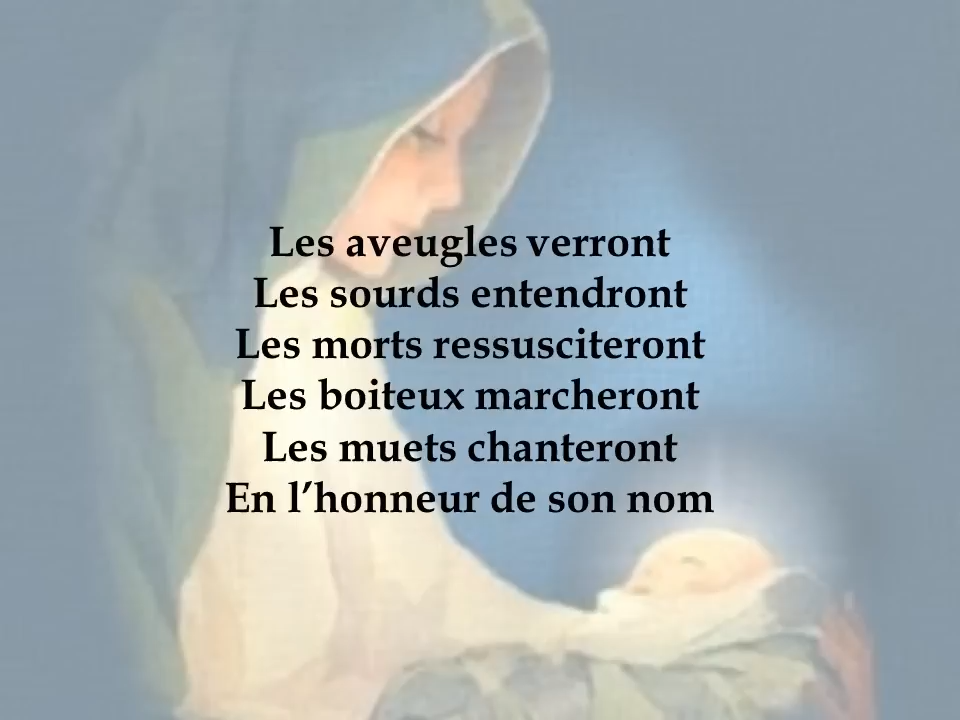 Les aveugles verront
Les sourds entendront
Les morts ressusciteront
Les boiteux marcheront
Les muets chanteront
En l’honneur de son nom